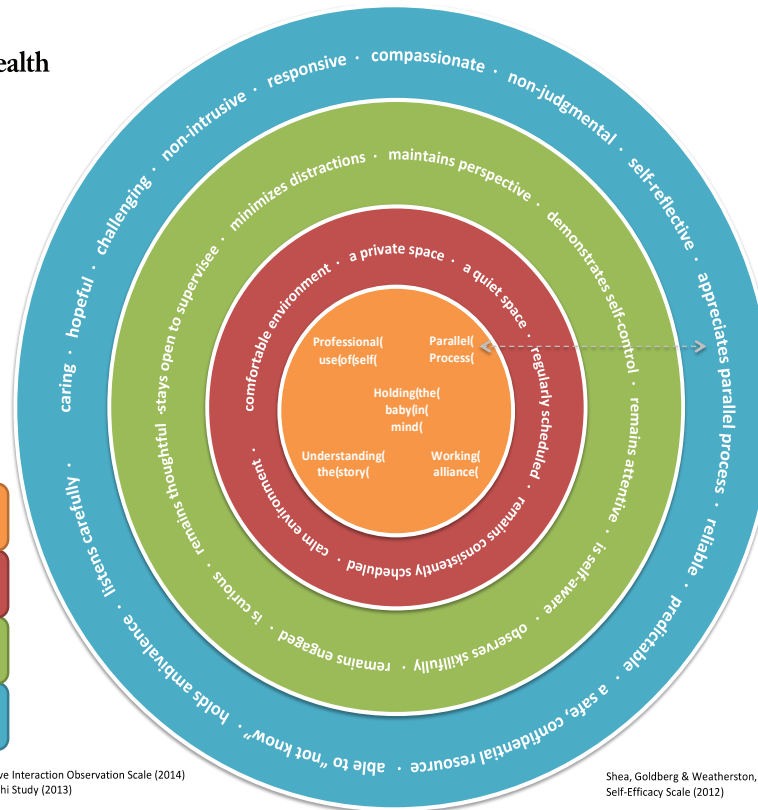 ealth
caring · hopeful · challenging · non-intrusive · responsive · compassionate · non-judgmental · self-reflective · appreciates parallel process · reliable · predictable · a safe, confidential resource · able to "not know" · holds ambivalence · listens carefully ·
stays open to supervisee · minimizes distractions · maintains perspective · demonstrates self-control · remains attentive · is self-aware · observes skillfully · remains engaged · is curious · remains thoughtful ·
comfortable environment · a private space · a quiet space · regularly scheduled · remains consistently scheduled · calm environment ·
Professional(
use(of(self(
Parallel(
Process(
Holding(the(
baby(in(
mind(
Understanding(
the(story(
Working(
alliance(
ve Interaction Observation Scale (2014)
hi Study (2013)
Shea, Goldberg & Weatherston,
Self-Efficacy Scale (2012)